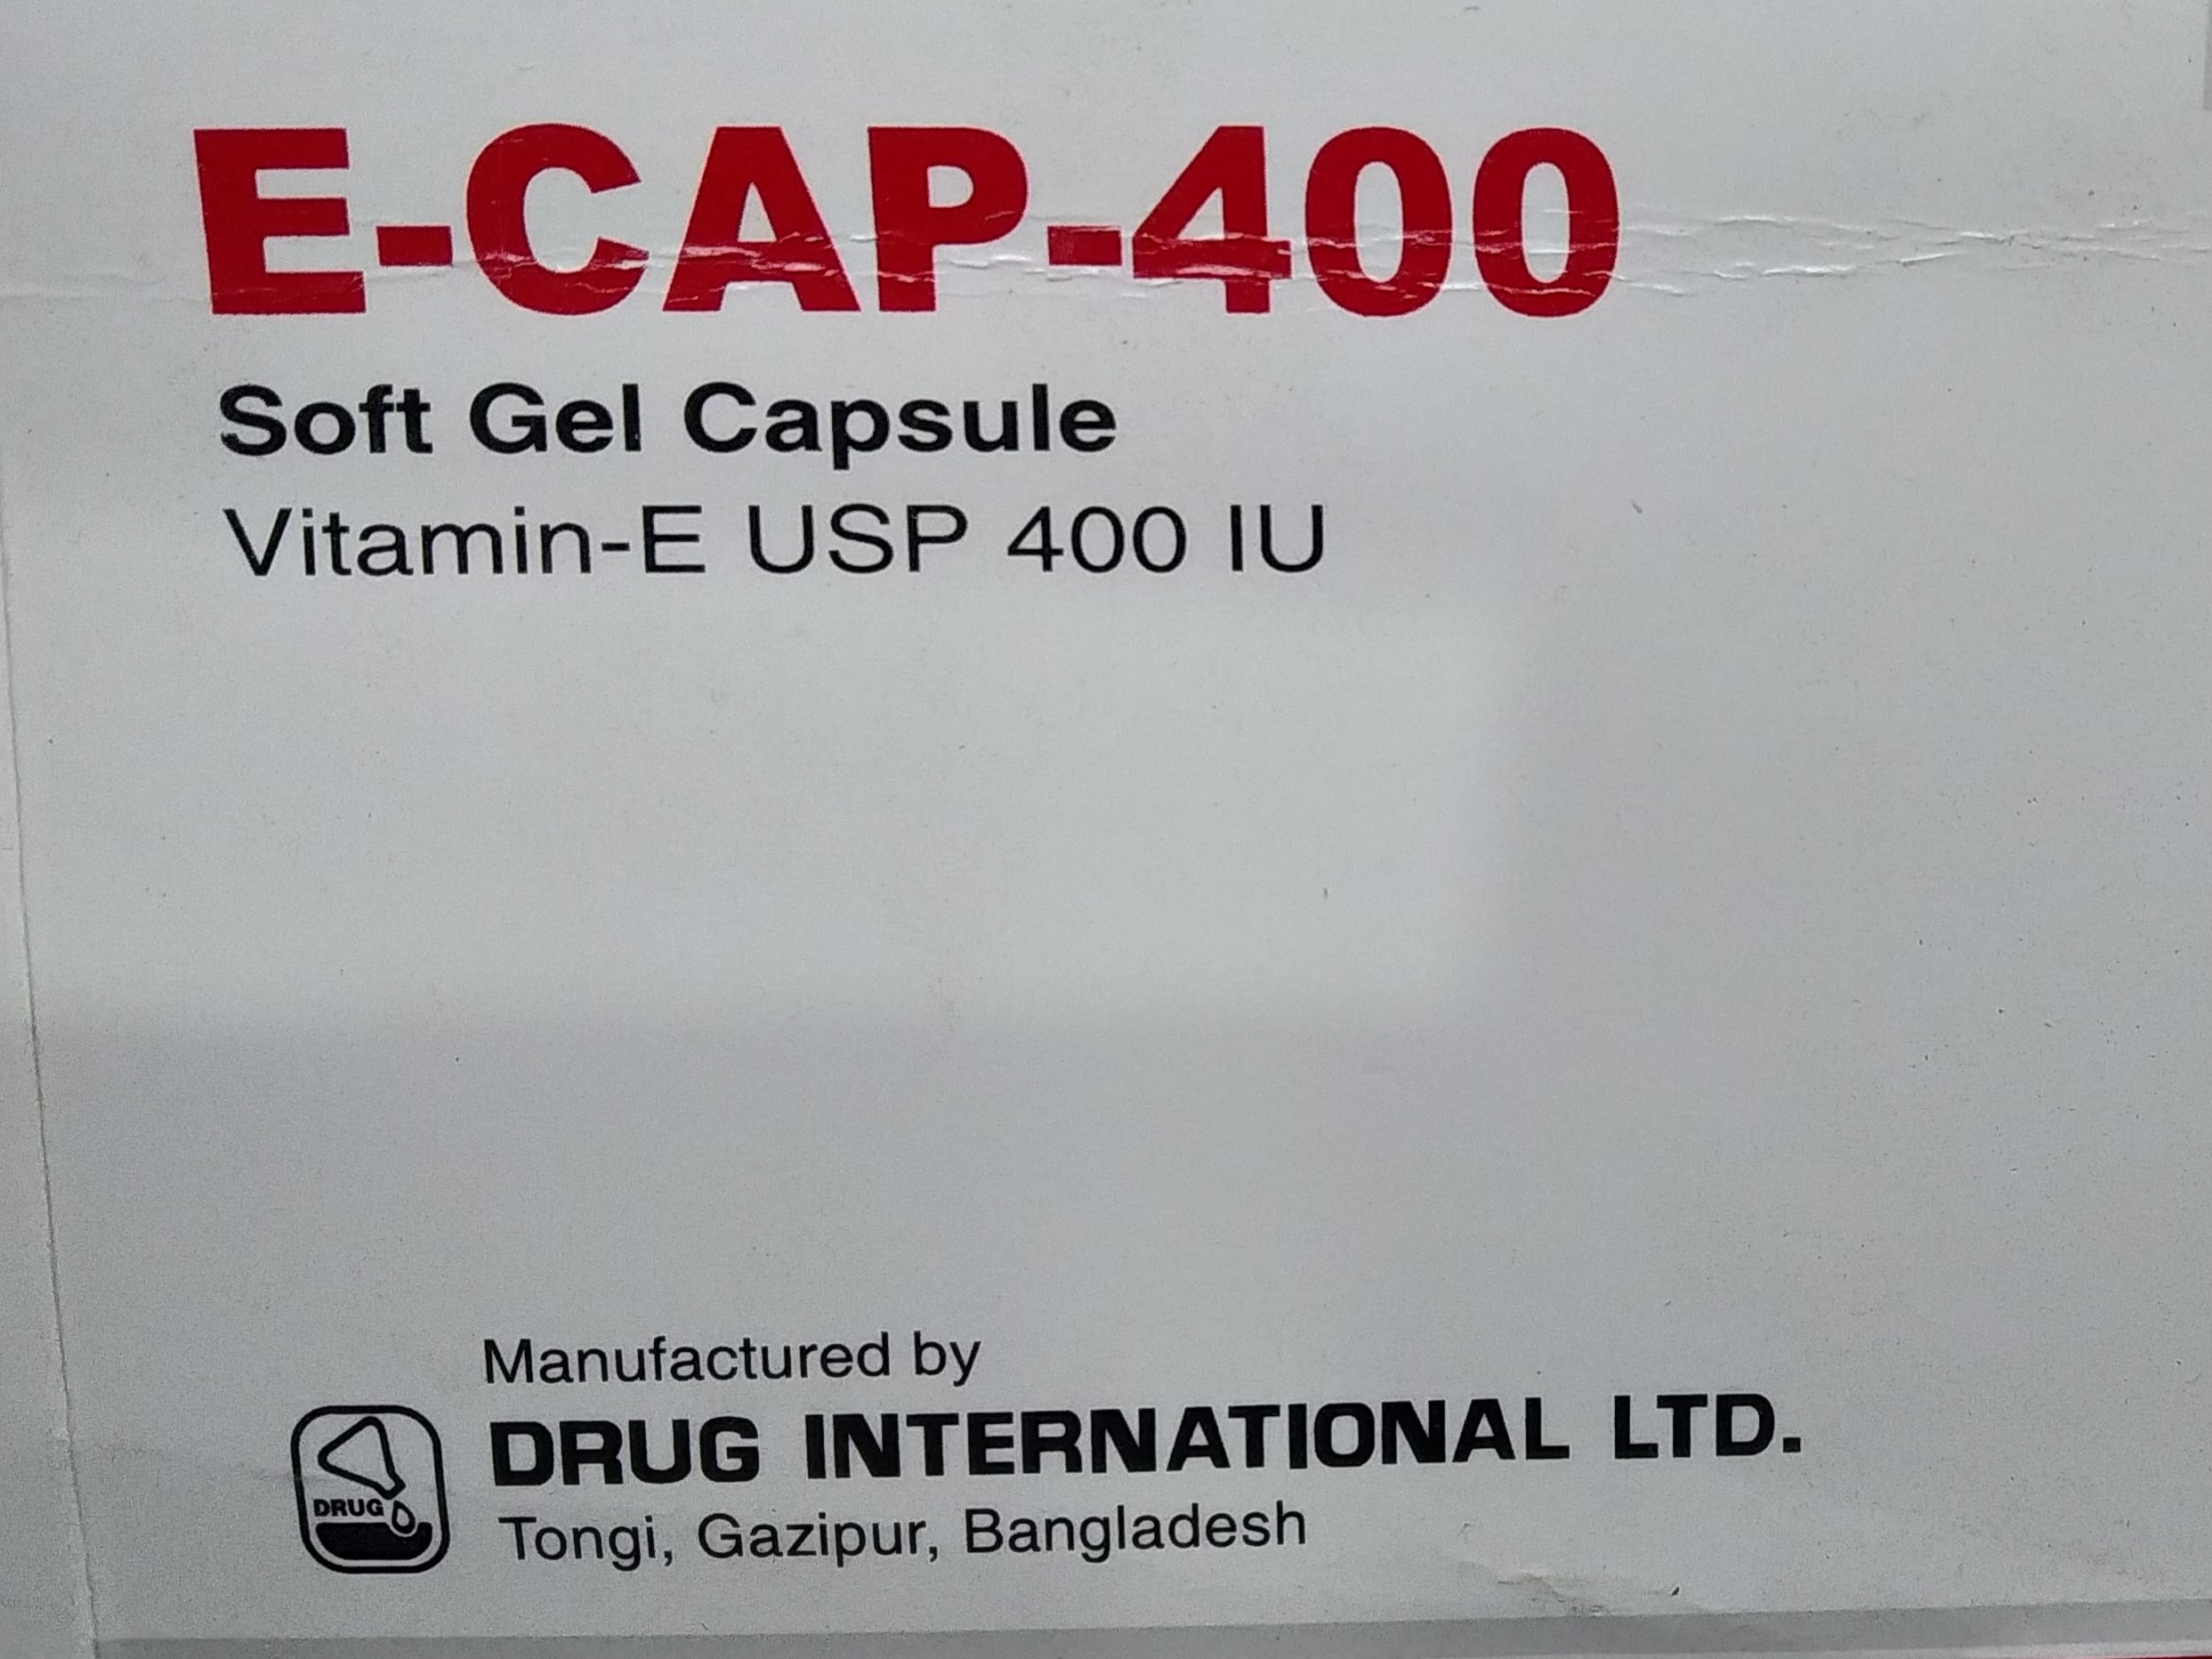 E-CAP-400
Soft Gel Capsule
Vitamin-E USP 400 IU
Manufactured by
DRUG INTERNATIONAL LTD.
DRUG
Tongi, Gazipur, Bangladesh